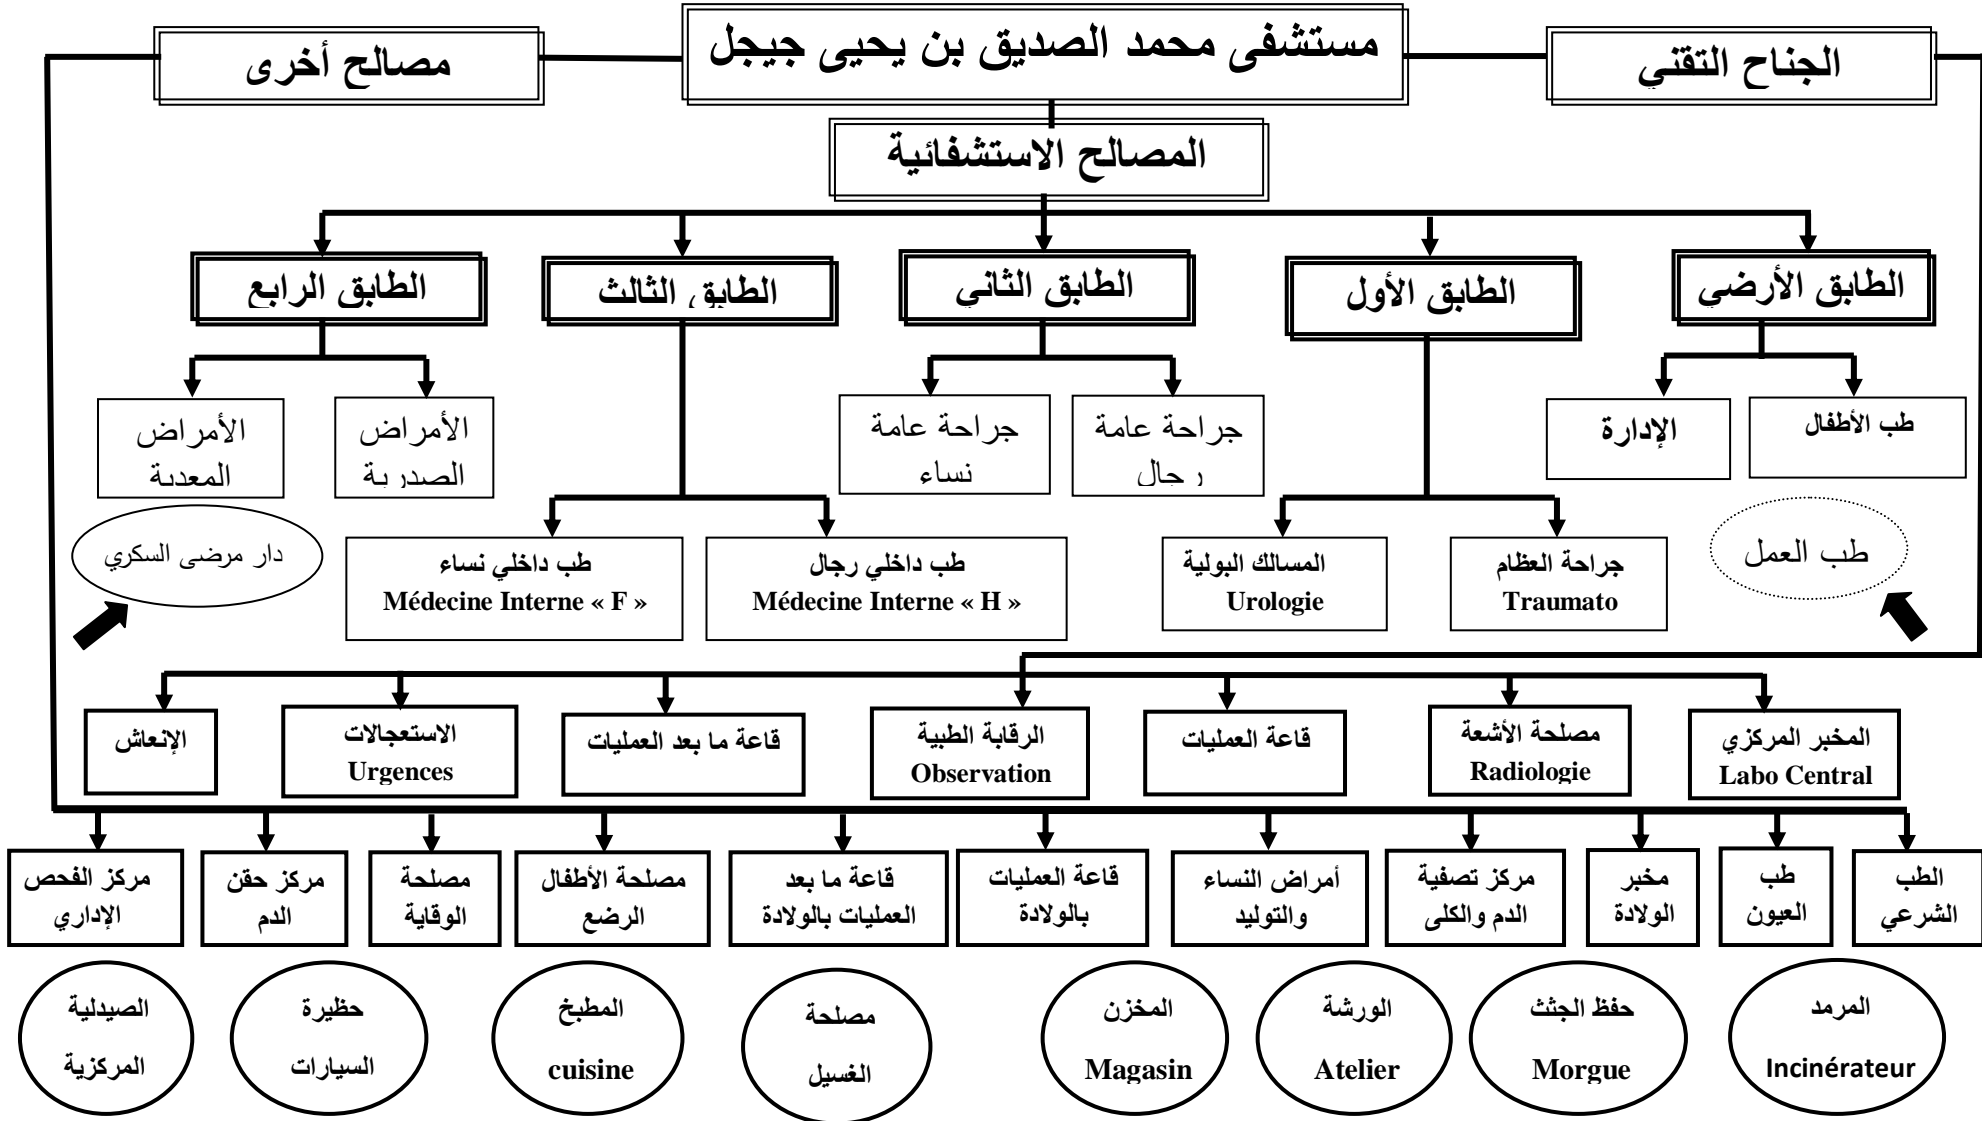 مستشفى محمد الصديق بن يحيى جيجل
الجناح التقني
مصالح أخرى
المصالح الاستشفائية
الطابق الأرضي
الطابق الأول
الطابق الثاني
الطابق الثالث
الطابق الرابع
طب الأطفال
الإدارة
جراحة عامة
رجال
جراحة عامة
نساء
الأمراض
الصدرية
الأمراض
المعدية
طب العمل
جراحة العظام
Traumato
المسالك البولية
Urologie
طب داخلي رجال
Médecine Interne « H »
طب داخلي نساء
Médecine Interne « F »
دار مرضى السكري
المخبر المركزي
Labo Central
مصلحة الأشعة
Radiologie
قاعة العمليات
الرقابة الطبية
Observation
قاعة ما بعد العمليات
الاستعجالات
Urgences
الإنعاش
الطب
الشرعي
طب
العيون
مخبر
الولادة
مركز تصفية
الدم والكلى
أمراض النساء
والتوليد
قاعة العمليات
بالولادة
قاعة ما بعد
العمليات بالولادة
مصلحة الأطفال
الرضع
مصلحة
الوقاية
مركز حقن
الدم
مركز الفحص
الإداري
المرمد
Incinérateur
حفظ الجثث
Morgue
الورشة
Atelier
المخزن
Magasin
مصلحة
الغسيل
المطبخ
cuisine
حظيرة
السيارات
الصيدلية
المركزية